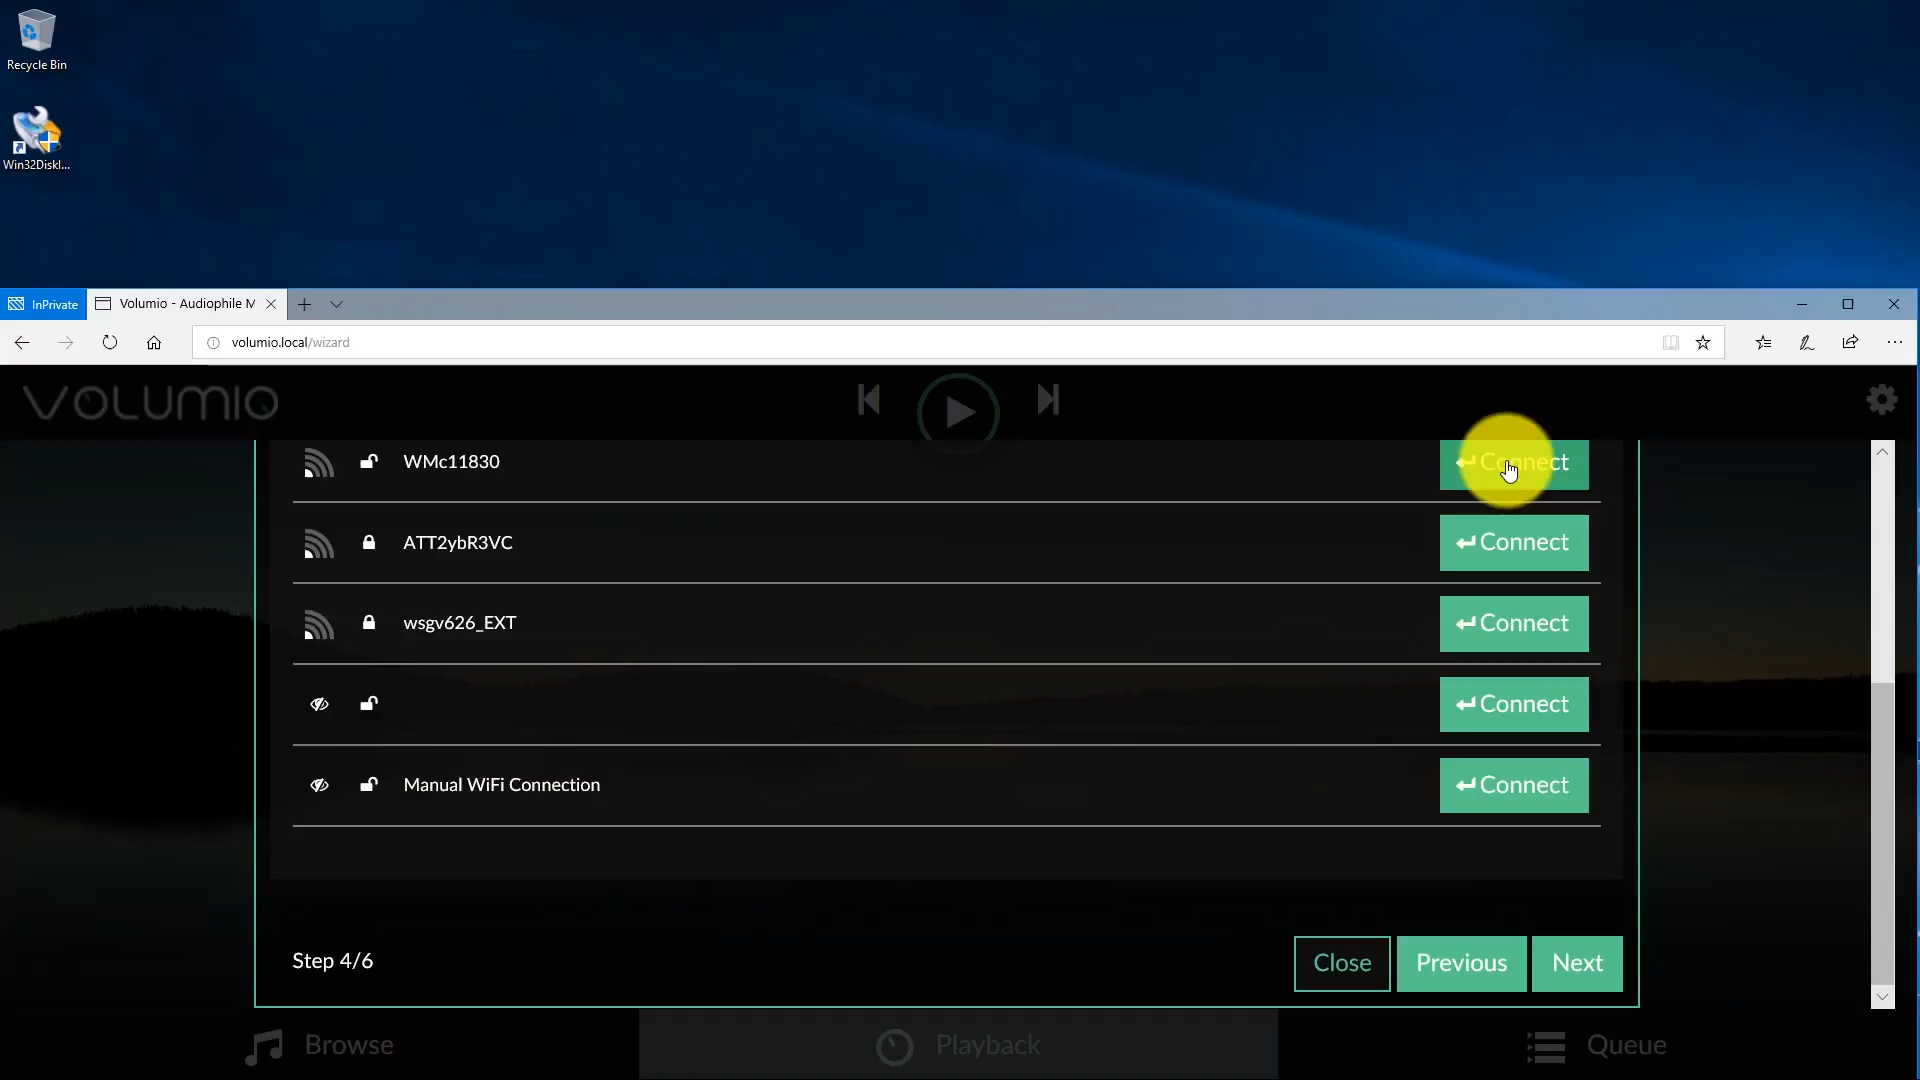 Recycle Bin
Win32DiskI...
InPrivate
Volumio - Audiophile M
volumio.local/wizard
VOLUMIO
WMc11830
Connect
ATT2ybR3VC
Connect
wsgv626_EXT
Connect
Connect
Manual WiFi Connection
Connect
Step 4/6
Close
Previous
Next
Browse
Playback
Queue